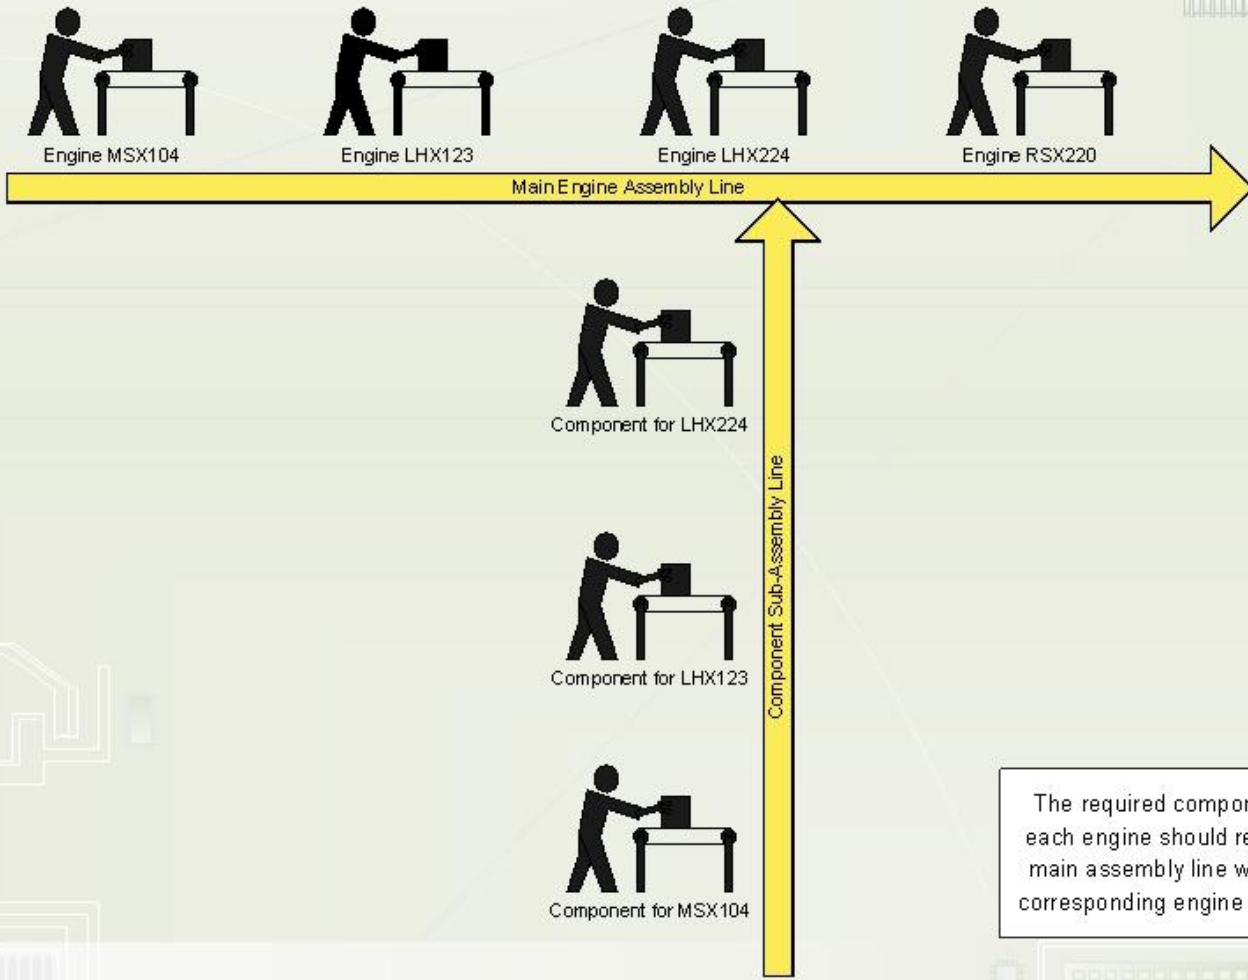 Engine MSX104
Engine LHX123
Engine LHX224
Engine RSX220
Main Engine Assembly Line
Component for LHX224
Component Sub-Assembly Line
Component for LHX123
Component for MSX104
The required
each engine should
main assembly line
corresponding engine